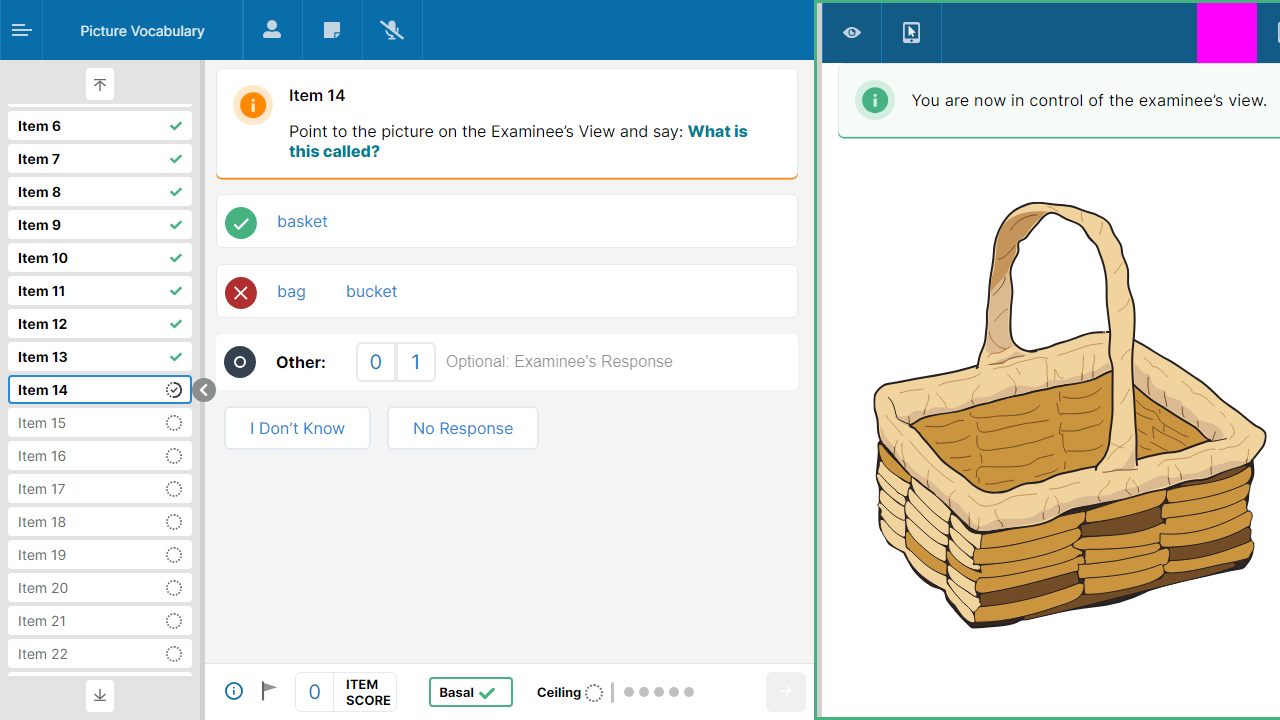 Picture Vocabulary
Item 6
Item 7
Item 8
Item 9
Item 10
Item 11
Item 12
Item 13
Item 14
Item 15
Item 16
Item 17
Item 18
Item 19
Item 20
Item 21
Item 22
Item 14
Point to the picture on the Examinee’s View and say: What is
this called?
basket
bag bucket
Other: 0 1 Optional: Examinee's Response
I Don’t Know No Response
0 ITEM
SCORE
Basal Ceiling
You are now in control of the examinee’s view.